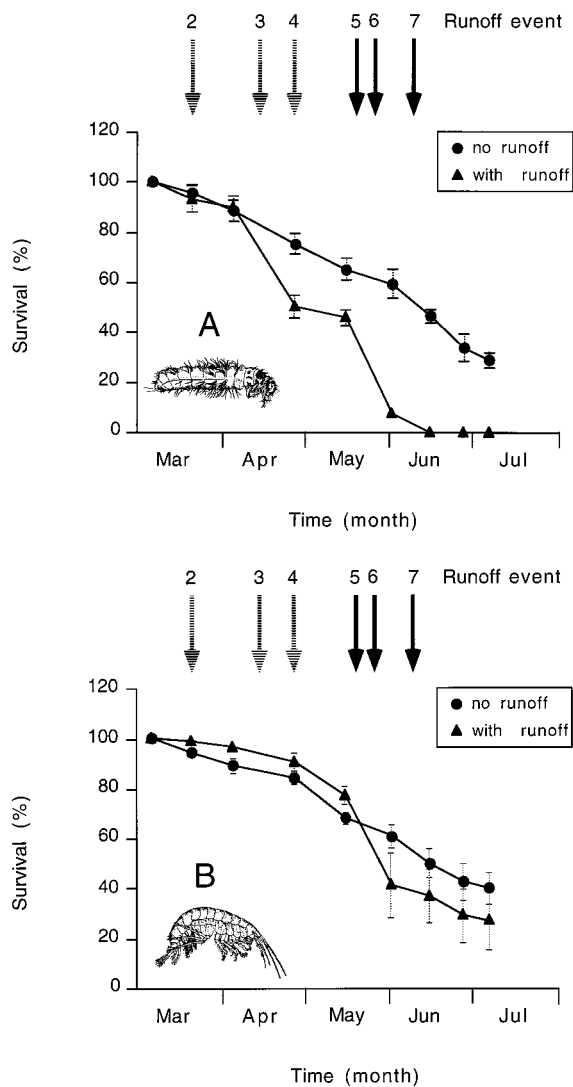 2 3 4 5 6 7 Runoff event
120
100
80
60
40
20
0
Survival (%)
no runoff
with runoff
A
Mar Apr May Jun Jul
Time (month)
2 3 4 5 6 7 Runoff event
120
100
80
60
40
20
0
Survival (%)
no runoff
with runoff
B
Mar Apr May Jun Jul
Time (month)